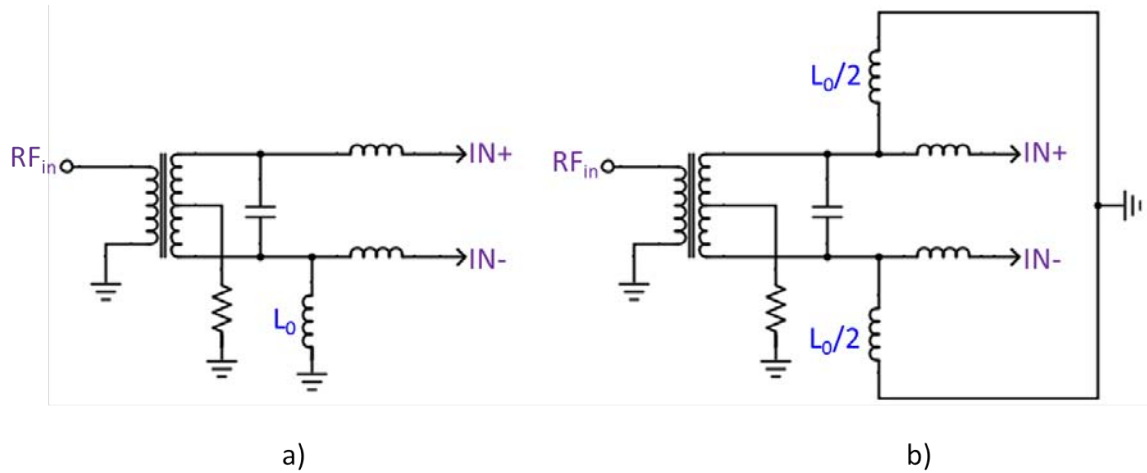 L₀/2
RFin
IN+
RFin
IN+
IN-
IN-
L₀
L₀/2
a)
b)